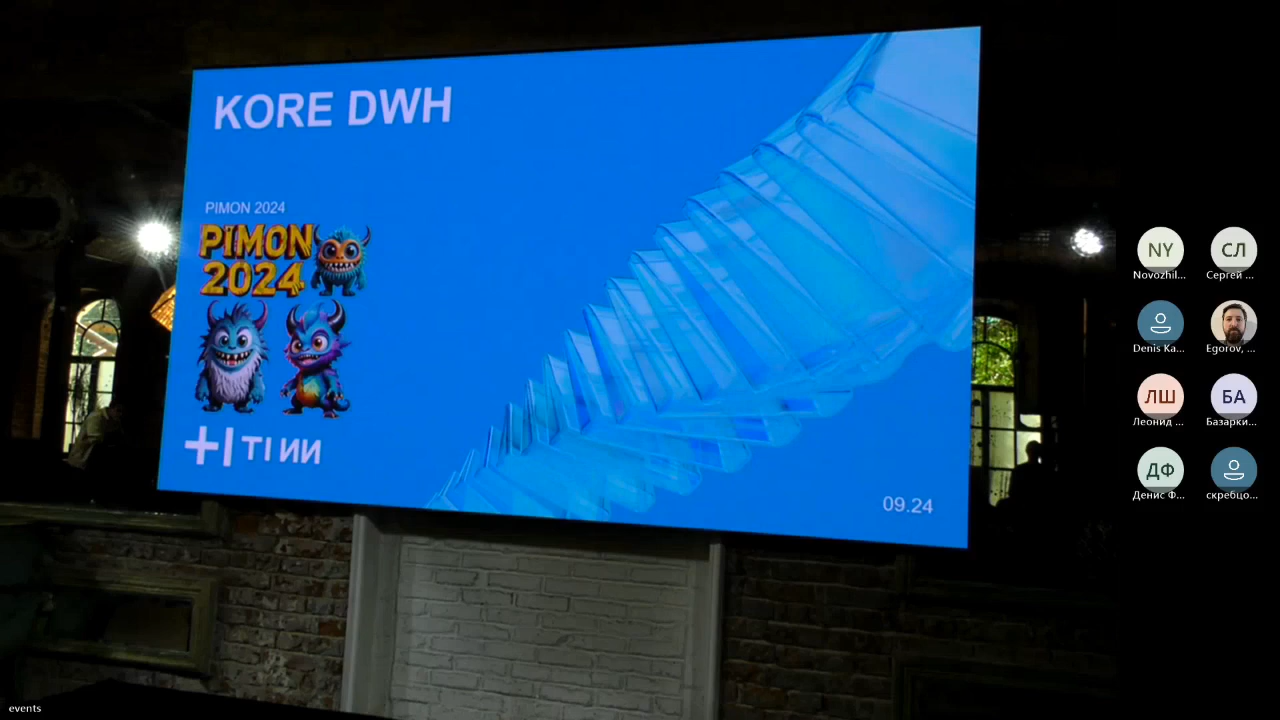 KORE DWH
PIMON 2024
PIMON
2024
TI ИИ
09.24
NY
Novozhil...
СЛ
Сергей ...
Denis Ka...
Egorov, ...
ЛШ
Леонид ...
БА
Базарки...
ДФ
Денис Ф...
скребцо...
events